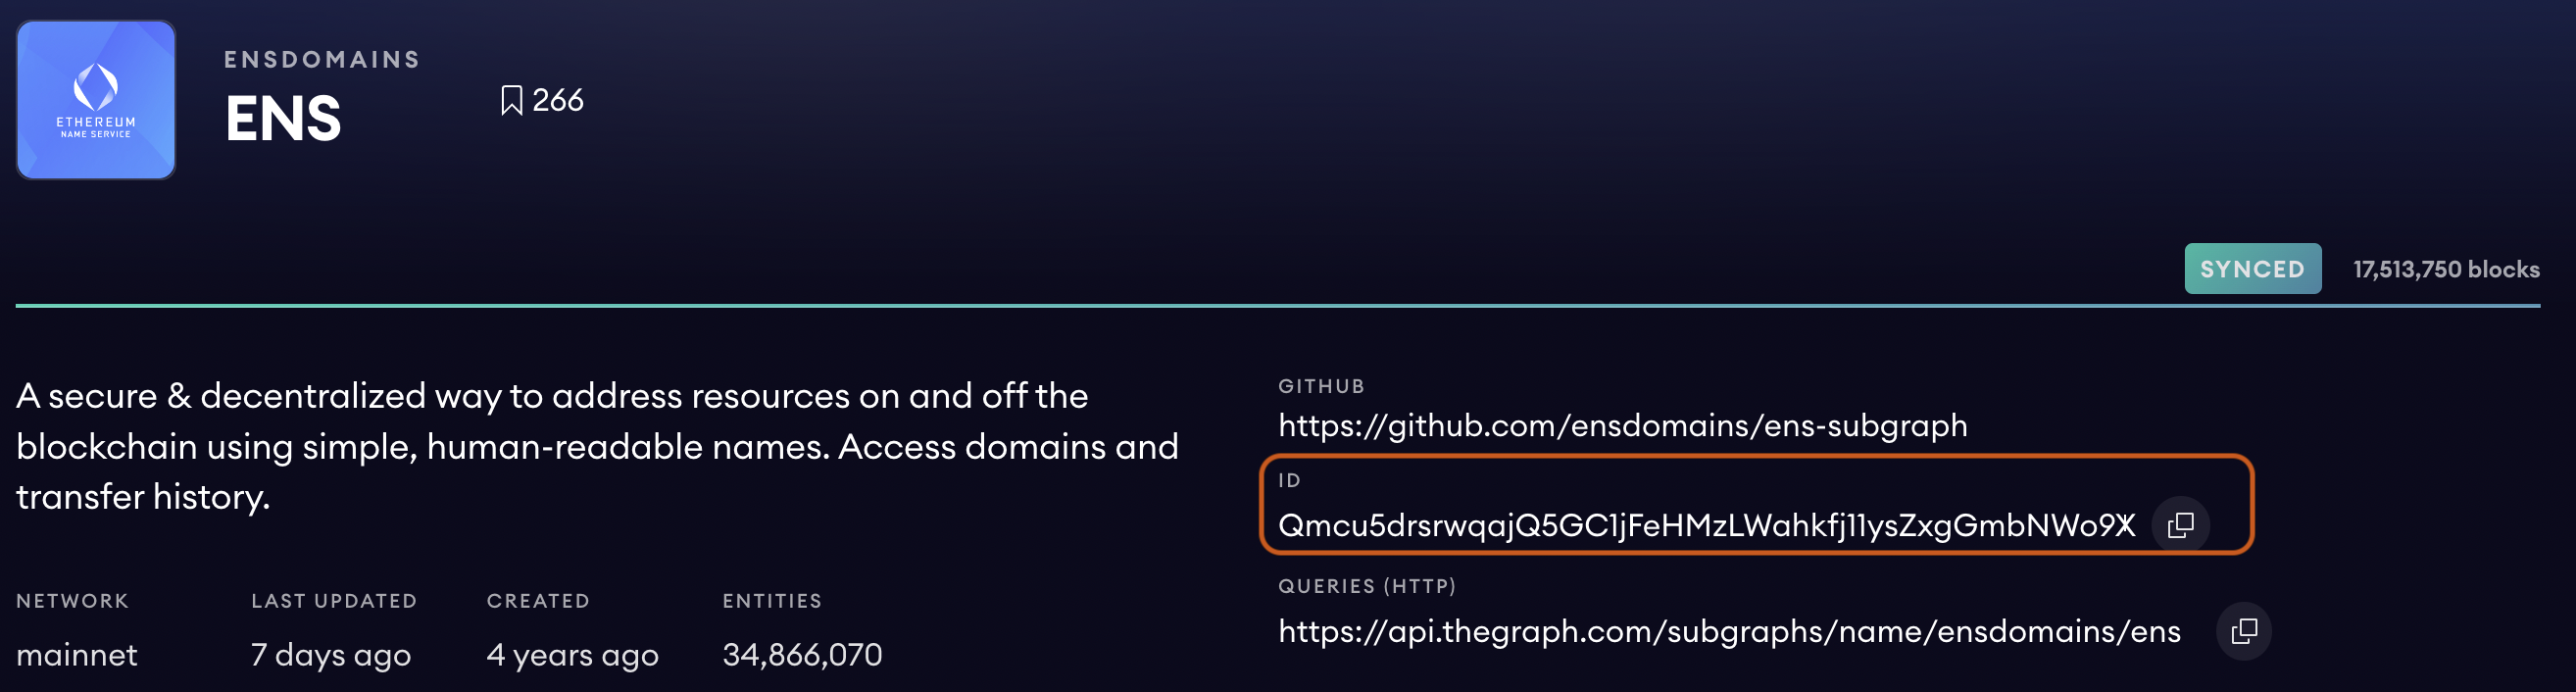 ETHEREUM
NAME SERVICE
ENSDOMAINS
ENS
266
SYNCED
17,513,750 blocks
A secure & decentralized way to address resources on and off the
blockchain using simple, human-readable names. Access domains and
transfer history.
NETWORK
LAST UPDATED
CREATED
ENTITIES
mainnet
7 days ago
4 years ago
34,866,070
GITHUB
https://github.com/ensdomains/ens-subgraph
ID
Qmcu5drsrwqajQ5GC1jFeHMzLWahkfj11ysZxgGmbNWo9X
QUERIES (HTTP)
https://api.thegraph.com/subgraphs/name/ensdomains/ens